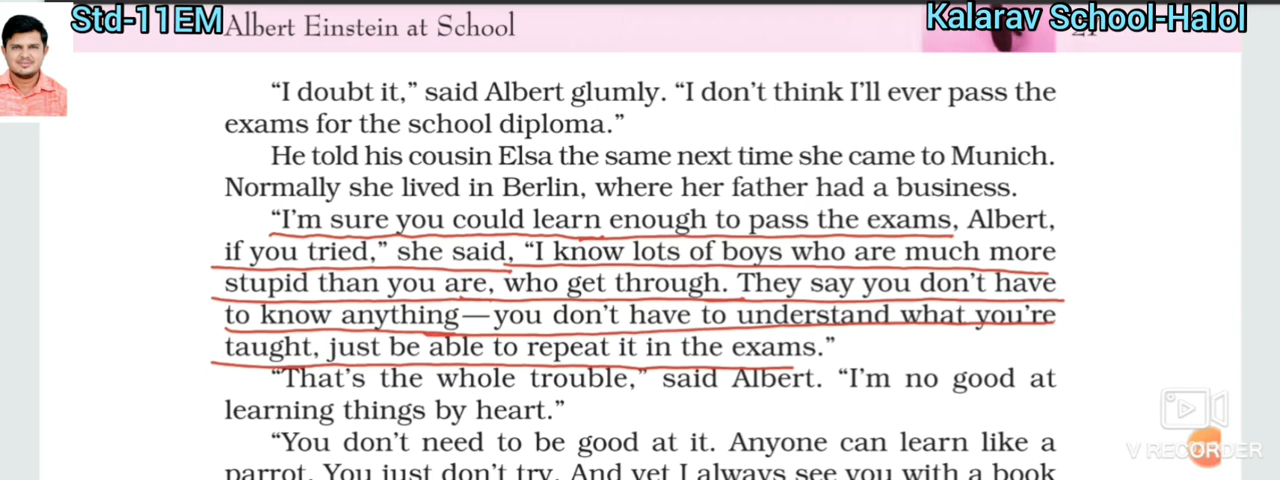 Std-11EM Albert Einstein at School Kalarav School-Halol
"I doubt it," said Albert glumly. "I don't think I'll ever pass the
exams for the school diploma."
He told his cousin Elsa the same next time she came to Munich.
Normally she lived in Berlin, where her father had a business.
"I'm sure you could learn enough to pass the exams, Albert,
if you tried," she said, "I know lots of boys who are much more
stupid than you are, who get through. They say you don't have
to know anything—you don't have to understand what you're
taught, just be able to repeat it in the exams."
"That's the whole trouble," said Albert. "I'm no good at
learning things by heart."
"You don't need to be good at it. Anyone can learn like a
parrot. You just don't try. And yet I always see you with a book
V RECORDER